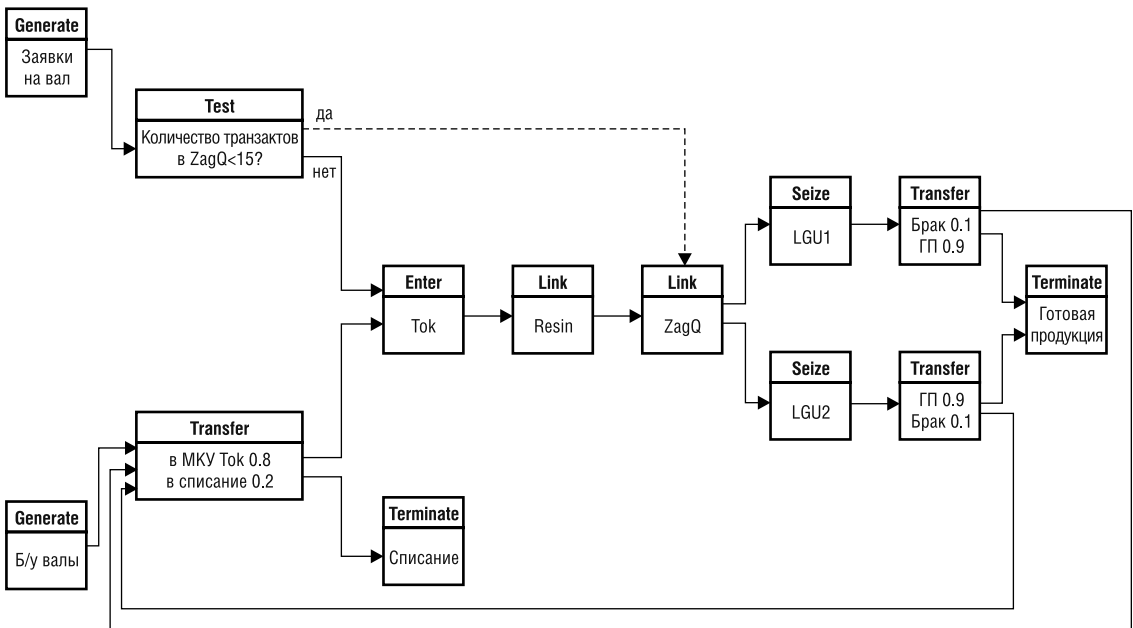 Generate
Заявки
на вал
Test
Количество транзактов
в ZagQ<15?
да
нет
Enter
Tok
Link
Resin
Link
ZagQ
Seize
LGU1
Transfer
Брак 0.1
ГП 0.9
Terminate
Готовая
продукция
Seize
LGU2
Transfer
ГП 0.9
Брак 0.1
Transfer
в МКУ Tok 0.8
в списание 0.2
Generate
Б/у валы
Terminate
Списание